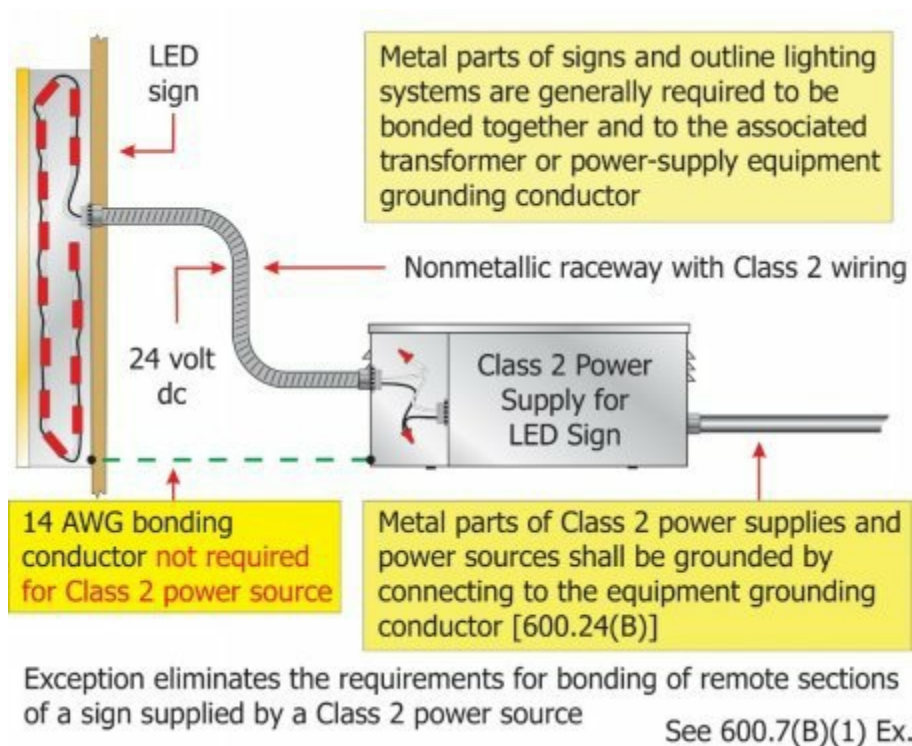 LED
sign
Metal parts of signs and outline lighting
systems are generally required to be
bonded together and to the associated
transformer or power-supply equipment
grounding conductor
Nonmetallic raceway with Class 2 wiring
24 volt
dc
Class 2 Power
Supply for
LED Sign
14 AWG bonding
conductor not required
for Class 2 power source
Metal parts of Class 2 power supplies and
power sources shall be grounded by
connecting to the equipment grounding
conductor [600.24(B)]
Exception eliminates the requirements for bonding of remote sections
of a sign supplied by a Class 2 power source
See 600.7(B)(1) Ex.